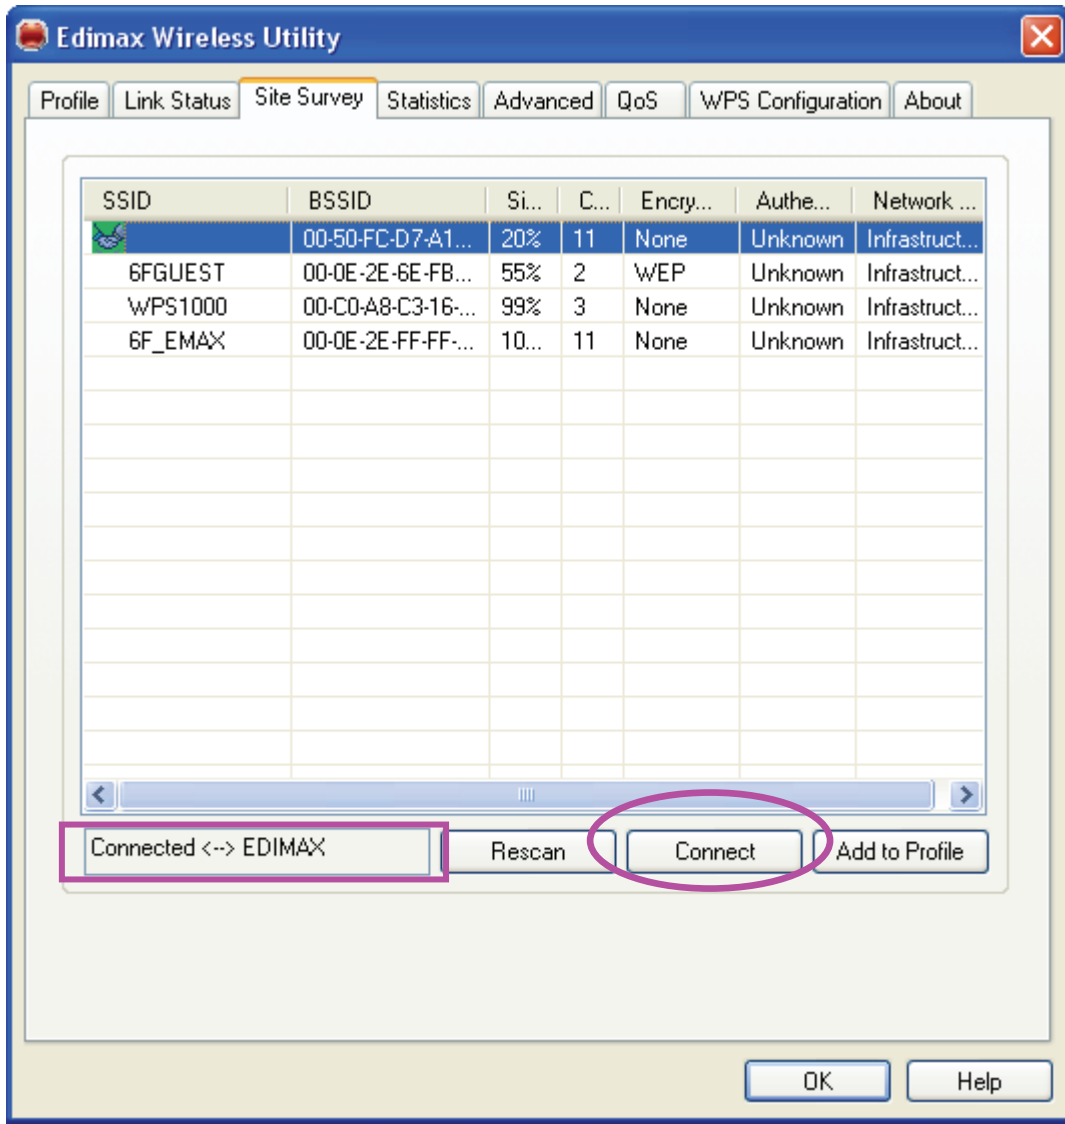 Edimax Wireless Utility
Profile Link Status Site Survey Statistics Advanced QoS WPS Configuration About
SSID BSSID Si... C... Encry... Authe... Network ...
00-50-FC-D7-A1... 20% 11 None Unknown Infrastruct...
6FGUEST 00-0E-2E-6E-FB... 55% 2 WEP Unknown Infrastruct...
WPS1000 00-C0-A8-C3-16-... 99% 3 None Unknown Infrastruct...
6F_EMAX 00-0E-2E-FF-FF-... 10... 11 None Unknown Infrastruct...
Connected <--> EDIMAX Rescan Connect Add to Profile
OK Help